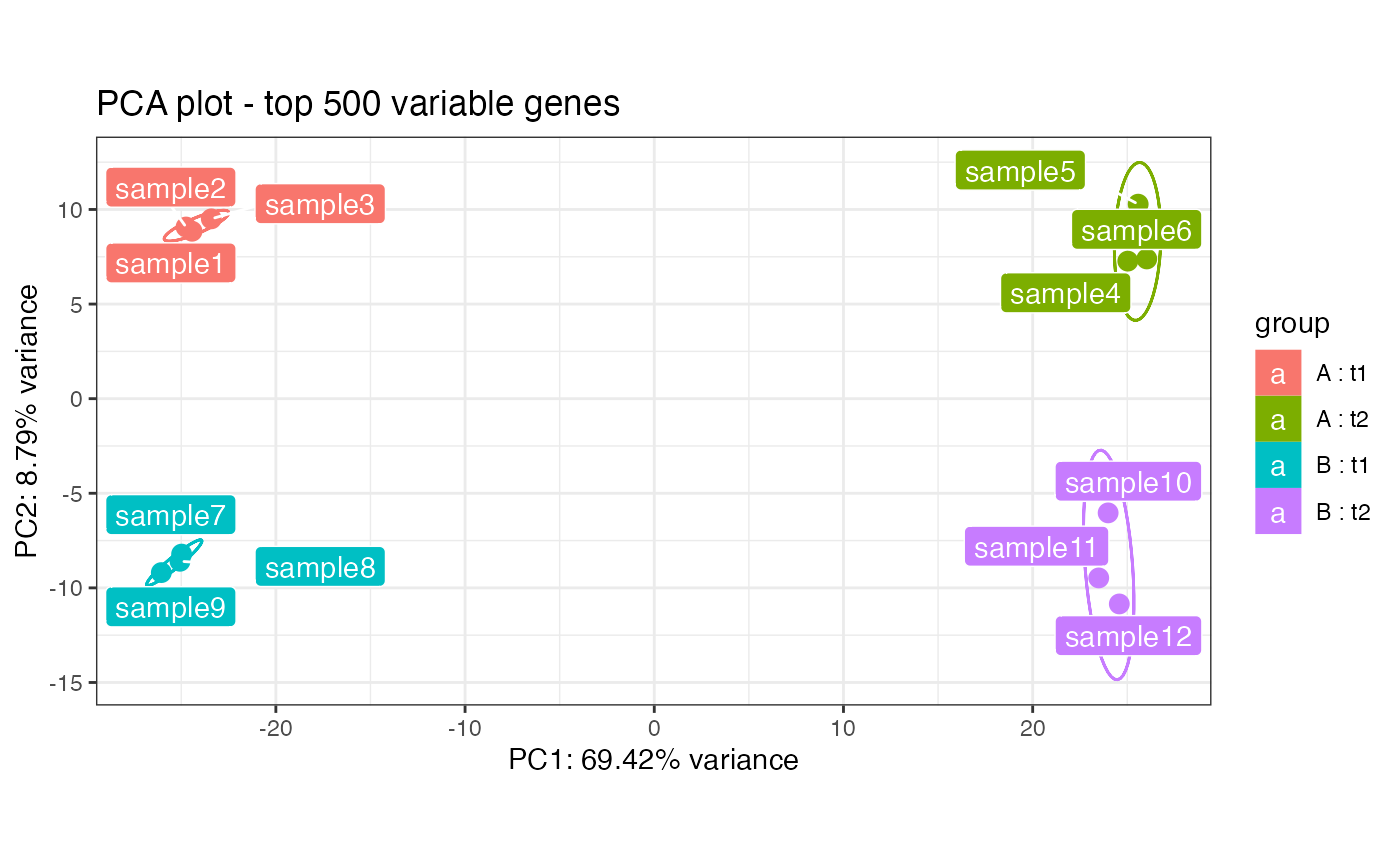 PCA plot - top 500 variable genes
sample2
sample3
sample1
sample5
sample6
sample4
sample7
sample8
sample9
sample10
sample11
sample12
10
5
0
-5
-10
-15
PC2: 8.79% variance
-20
-10
0
10
20
PC1: 69.42% variance
group
a A : t1
a A : t2
a B : t1
a B : t2